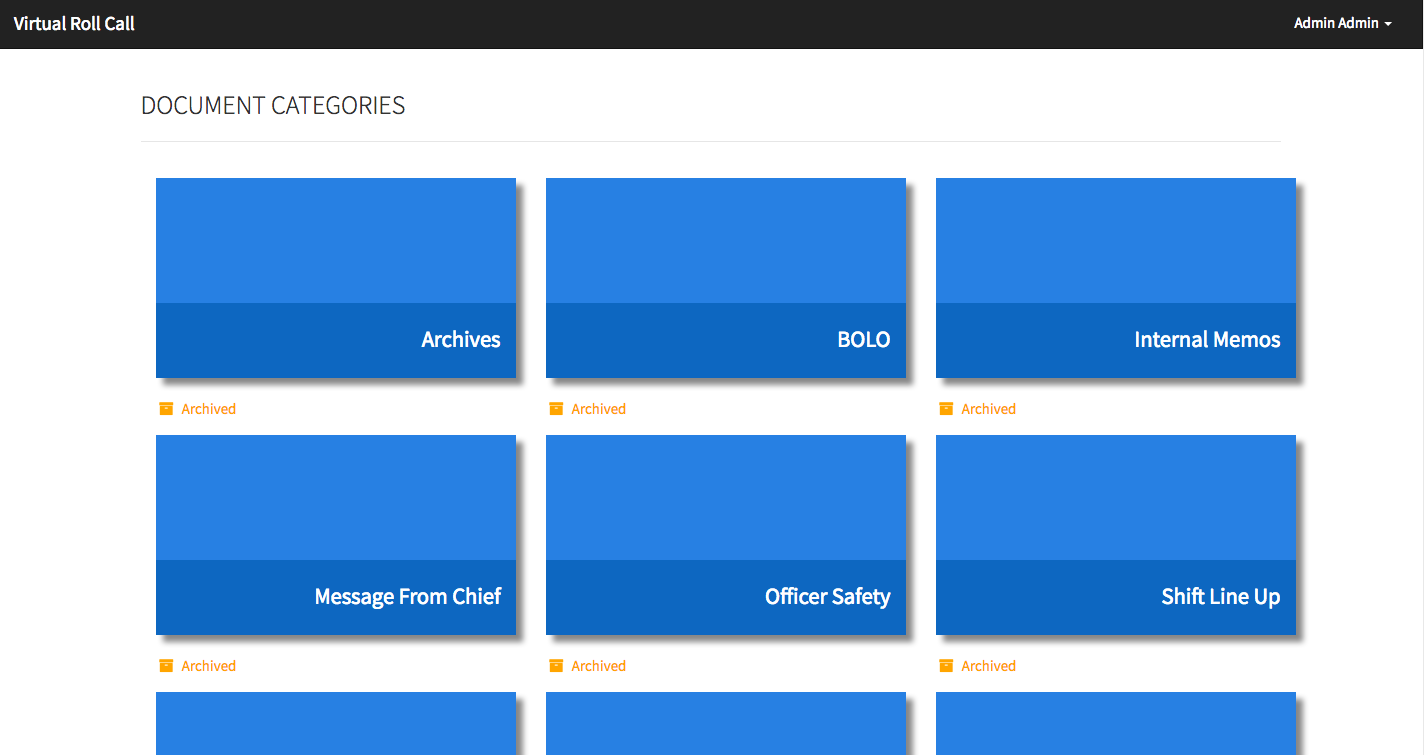 Virtual Roll Call Admin Admin
DOCUMENT CATEGORIES
Archives BOLO Internal Memos
Archived Archived Archived
Message From Chief Officer Safety Shift Line Up
Archived Archived Archived